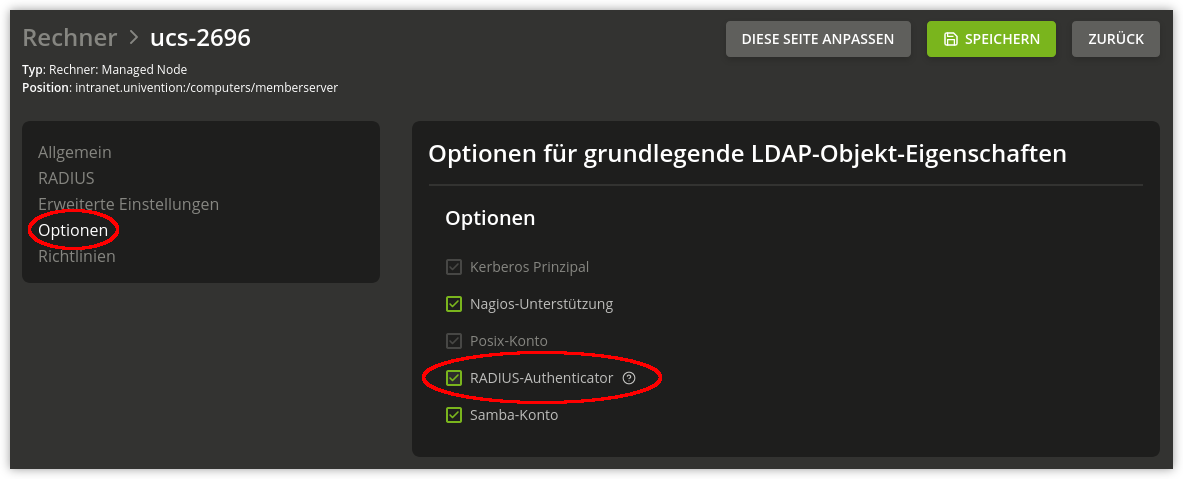 Rechner > ucs-2696
DIESE SEITE ANPASSEN
SPEICHERN
ZURÜCK
Typ: Rechner: Managed Node
Position: intranet.univention:/computers/memberserver
Allgemein
RADIUS
Erweiterte Einstellungen
Optionen
Richtlinien
Optionen für grundlegende LDAP-Objekt-Eigenschaften
Optionen
Kerberos Prinzipal
Nagios-Unterstützung
Posix-Konto
RADIUS-Authenticator ?
Samba-Konto